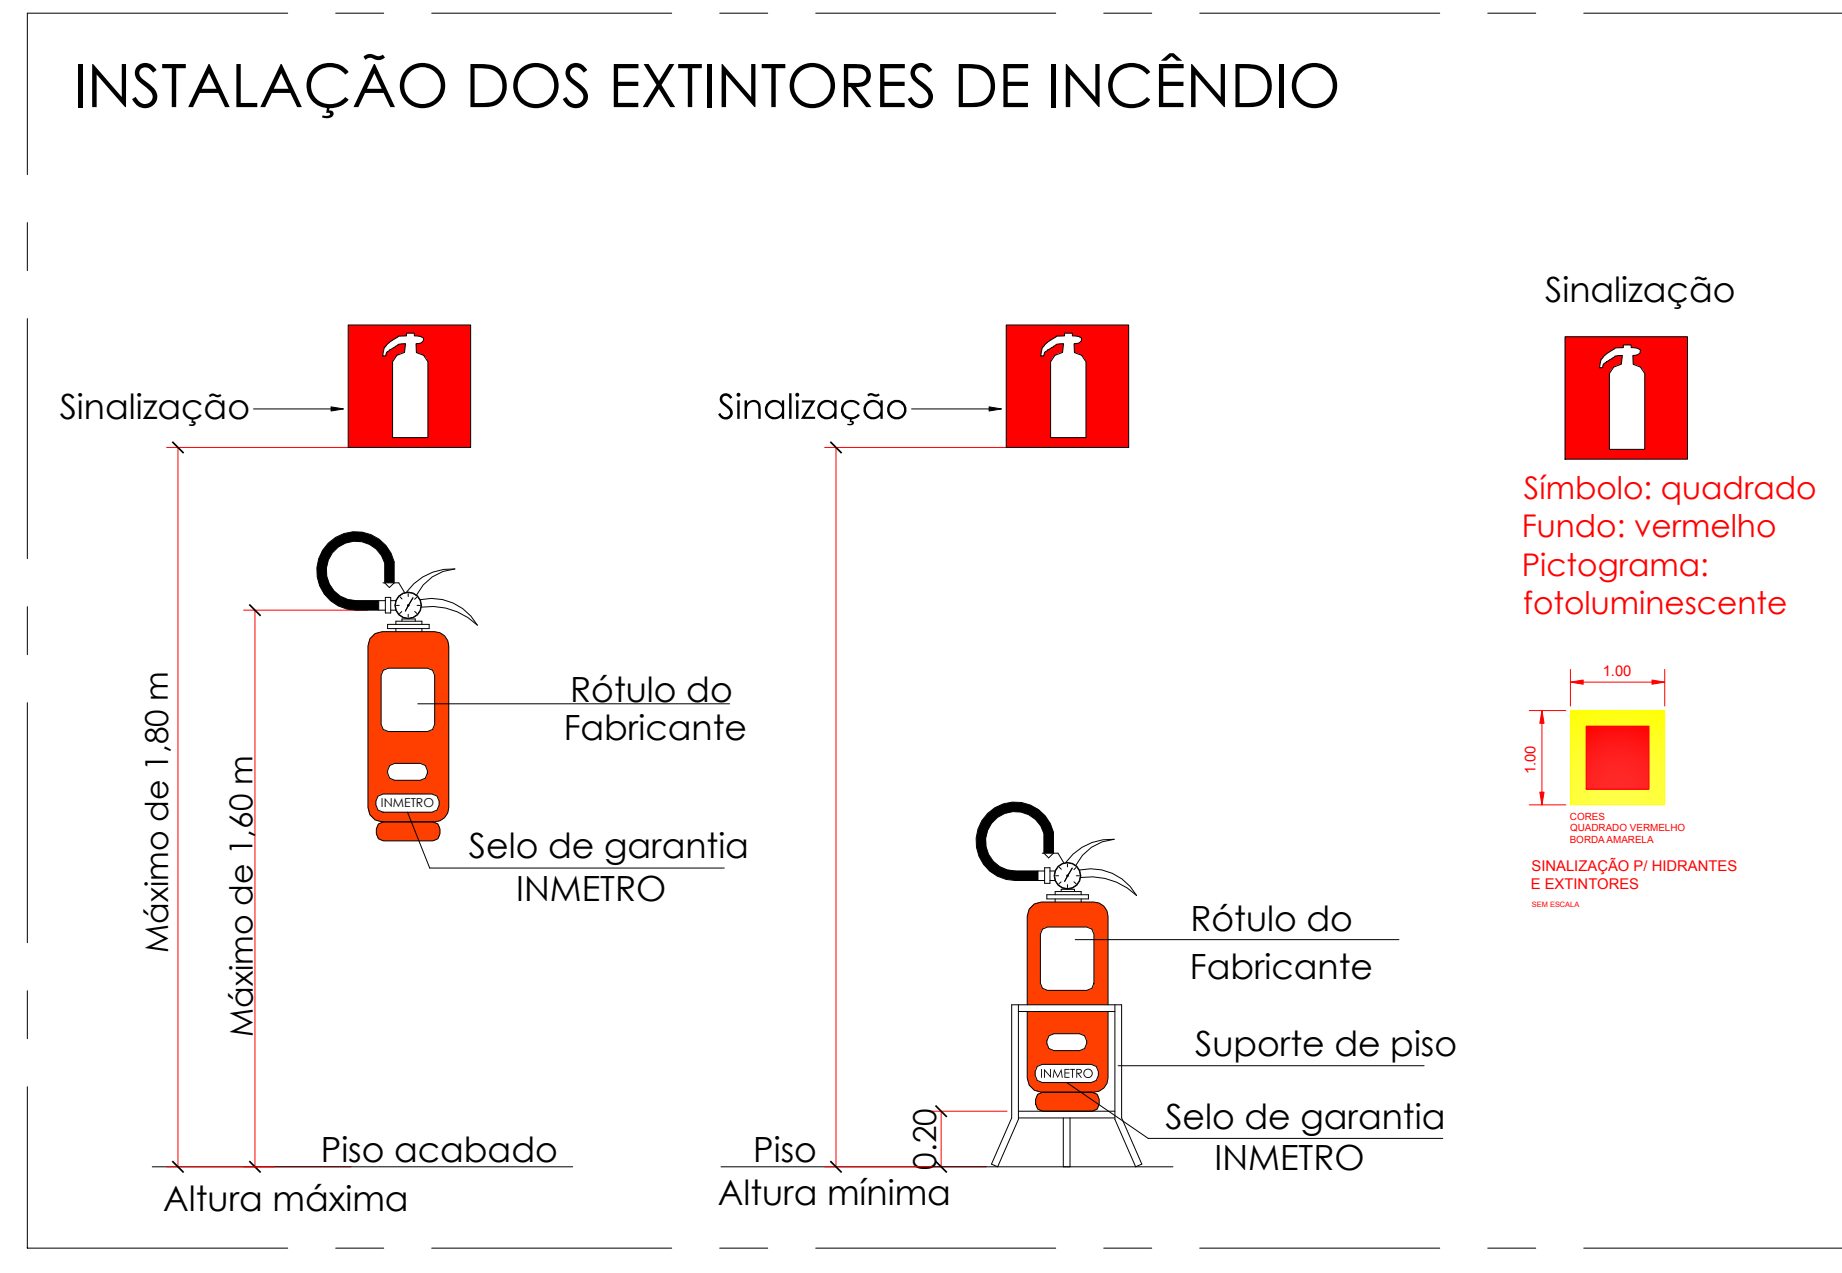 INSTALAÇÃO DOS EXTINTORES DE INCÊNDIO
Sinalização
Máximo de 1,80 m
Máximo de 1,60 m
Rótulo do
Fabricante
INMETRO
Selo de garantia
INMETRO
Piso acabado
Altura máxima
Sinalização
Rótulo do
Fabricante
Suporte de piso
INMETRO
Selo de garantia
INMETRO
0.20
Piso
Altura mínima
Sinalização
Símbolo: quadrado
Fundo: vermelho
Pictograma:
fotoluminescente
1.00
1.00
CORES
QUADRADO VERMELHO
BORDA AMARELA
SINALIZAÇÃO P/ HIDRANTES
E EXTINTORES
SEM ESCALA